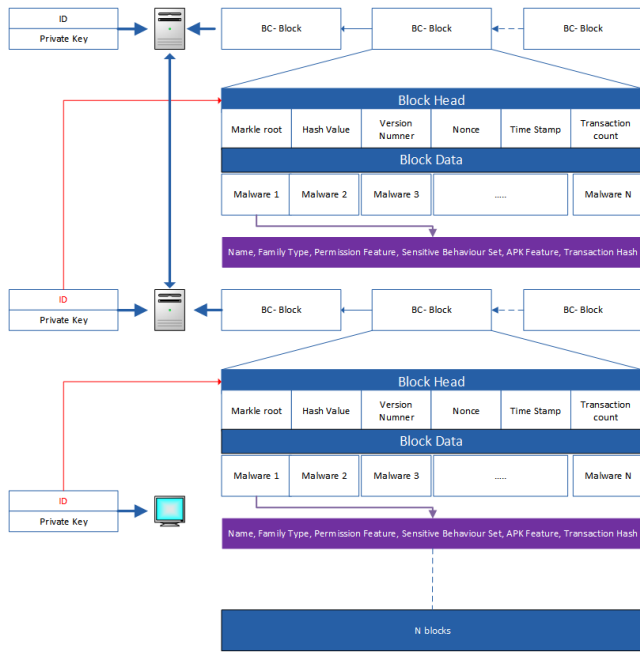 ID
Private Key
BC- Block
BC- Block
BC- Block
Block Head
Markle root
Hash Value
Version
Numner
Nonce
Time Stamp
Transaction
count
Block Data
Malware 1
Malware 2
Malware 3
.....
Malware N
Name, Family Type, Permission Feature, Sensitive Behaviour Set, APK Feature, Transaction Hash
ID
Private Key
BC- Block
BC- Block
BC- Block
Block Head
Markle root
Hash Value
Version
Numner
Nonce
Time Stamp
Transaction
count
Block Data
Malware 1
Malware 2
Malware 3
.....
Malware N
ID
Private Key
Name, Family Type, Permission Feature, Sensitive Behaviour Set, APK Feature, Transaction Hash
N blocks